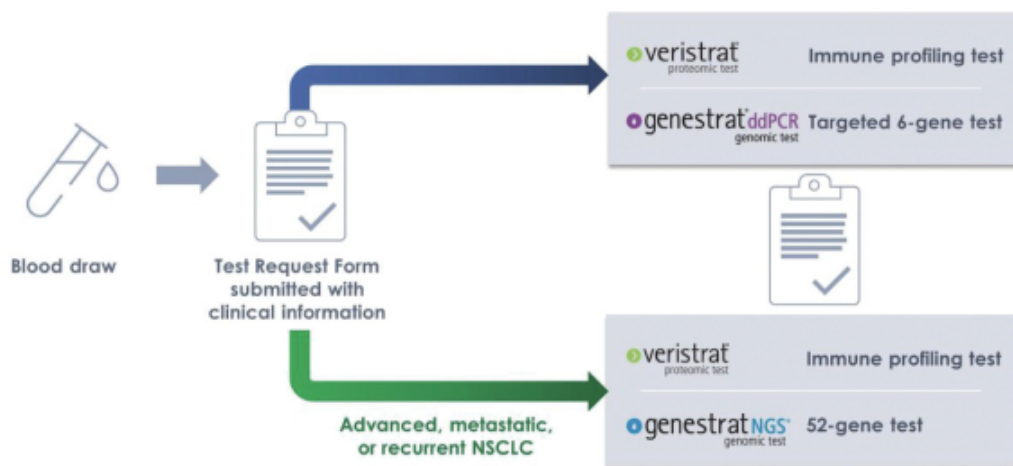 veristrat®
proteomic test
Immune profiling test
genestrat®ddPCR
genomic test
Targeted 6-gene test
Blood draw
Test Request Form
submitted with
clinical information
veristrat®
proteomic test
Immune profiling test
genestratNGS®
genomic test
52-gene test
Advanced, metastatic,
or recurrent NSCLC